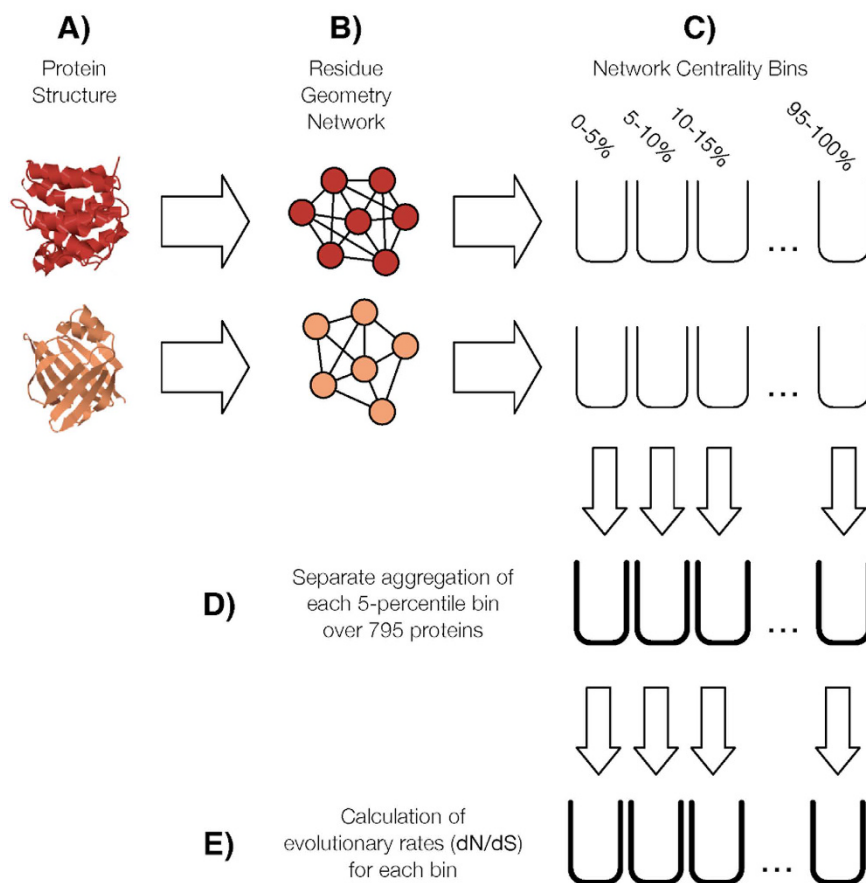 A)
B)
C)
Protein
Structure
Residue
Geometry
Network
Network Centrality Bins
0-5%
5-10%
10-15%
95-100%
...
...
D)
Separate aggregation of
each 5-percentile bin
over 795 proteins
...
E)
Calculation of
evolutionary rates (dN/dS)
for each bin
...